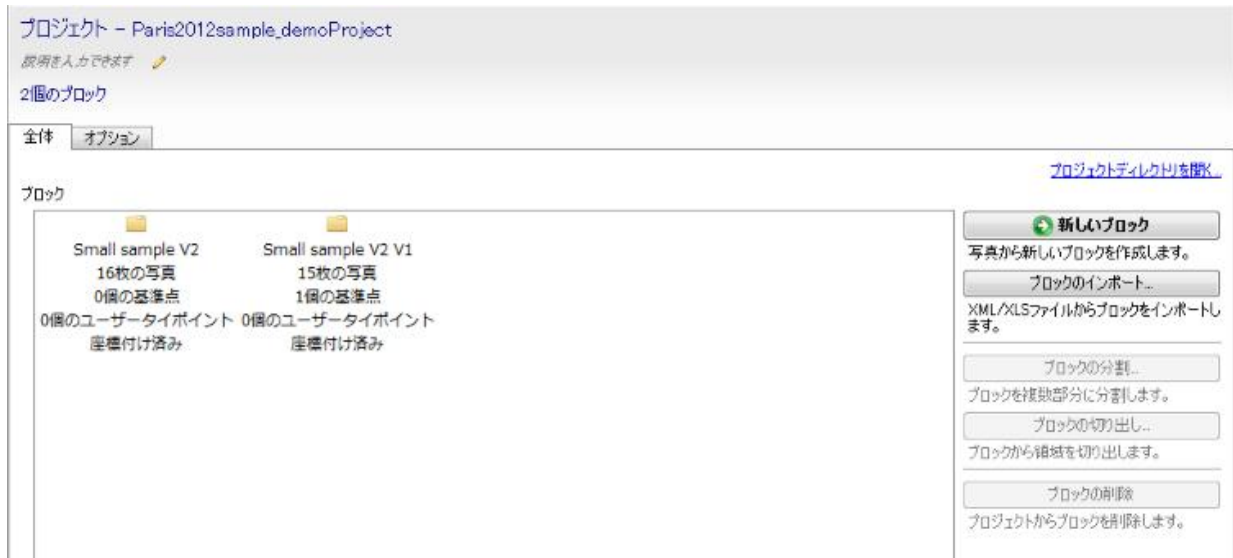 プロジェクト - Paris2012sample_demoProject
説明を入力できます
2個のブロック
全体 オプション
プロジェクトディレクトリを開く...
ブロック
Small sample V2
16枚の写真
0個の基準点
0個のユーザータイポイント
座標付け済み
Small sample V2 V1
15枚の写真
1個の基準点
0個のユーザータイポイント
座標付け済み
新しいブロック
写真から新しいブロックを作成します。
ブロックのインポート...
XML/XLSファイルからブロックをインポートし
ます。
ブロックの分割...
ブロックを複数部分に分割します。
ブロックの切り出し...
ブロックから領域を切り出します。
ブロックの削除
プロジェクトからブロックを削除します。